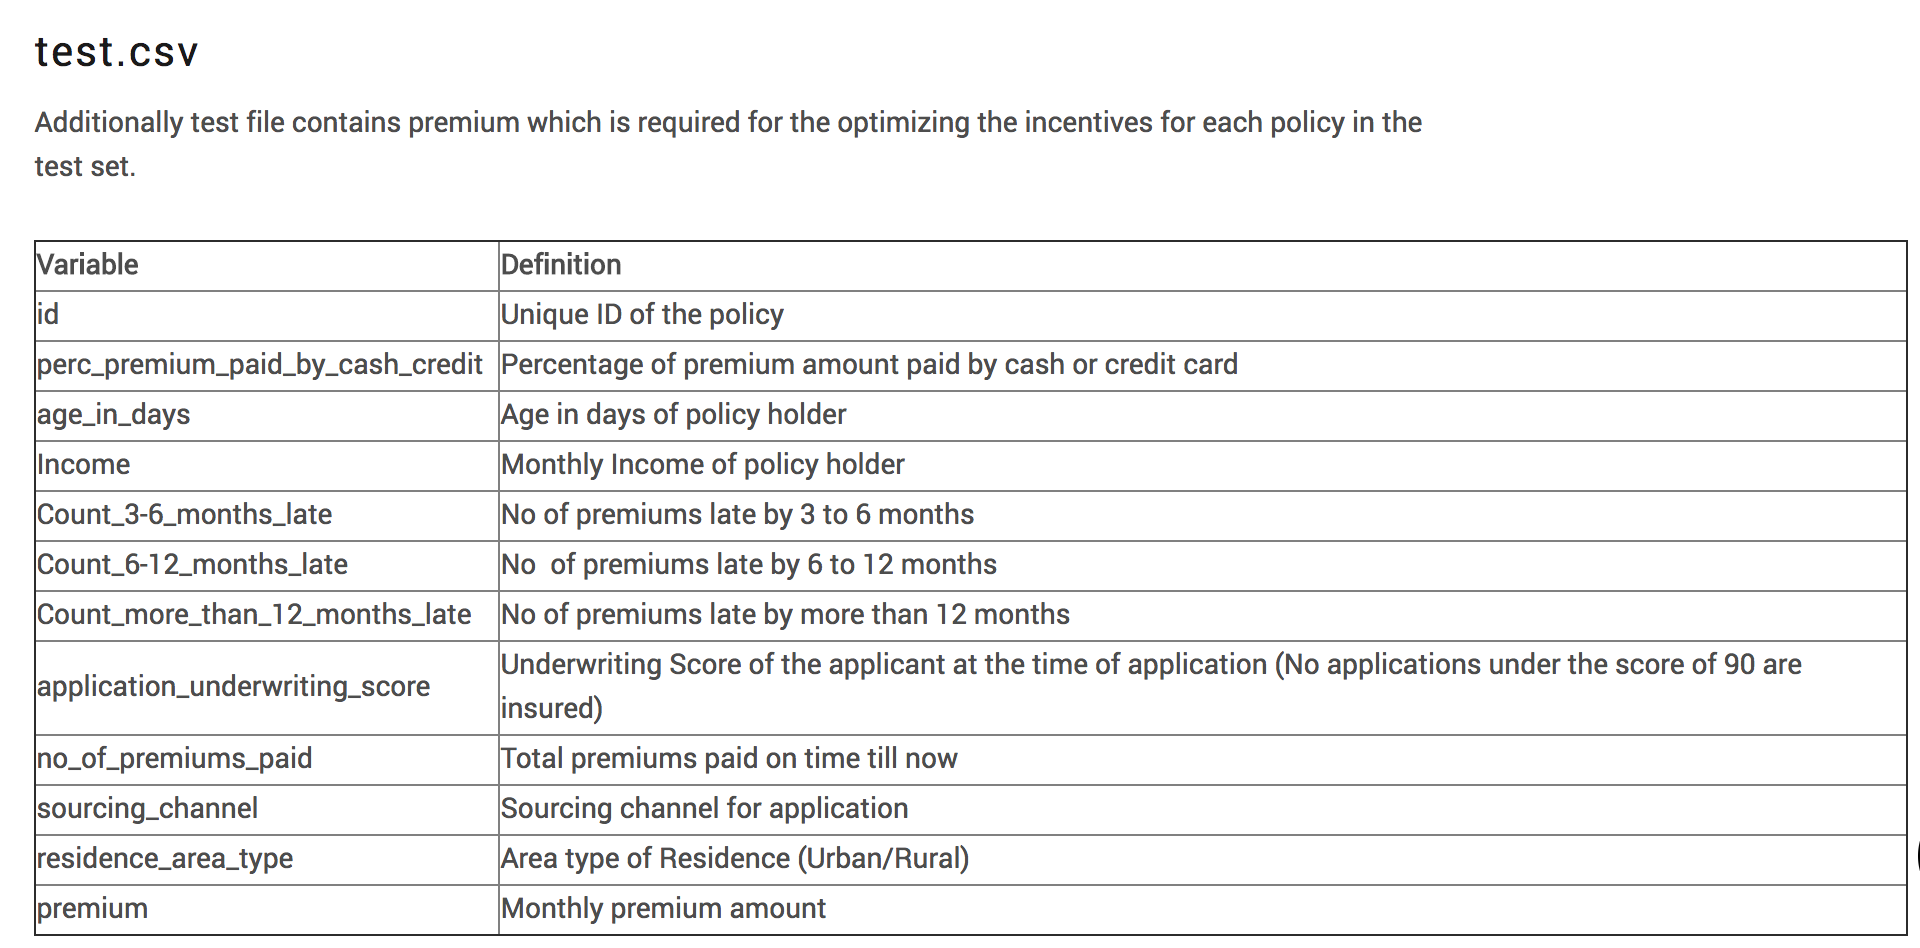 test.csv
Additionally test file contains premium which is required for the optimizing the incentives for each policy in the
test set.
Variable Definition
id Unique ID of the policy
perc_premium_paid_by_cash_credit Percentage of premium amount paid by cash or credit card
age_in_days Age in days of policy holder
Income Monthly Income of policy holder
Count_3-6_months_late No of premiums late by 3 to 6 months
Count_6-12_months_late No  of premiums late by 6 to 12 months
Count_more_than_12_months_late No of premiums late by more than 12 months
application_underwriting_score Underwriting Score of the applicant at the time of application (No applications under the score of 90 are
insured)
no_of_premiums_paid Total premiums paid on time till now
sourcing_channel Sourcing channel for application
residence_area_type Area type of Residence (Urban/Rural)
premium Monthly premium amount